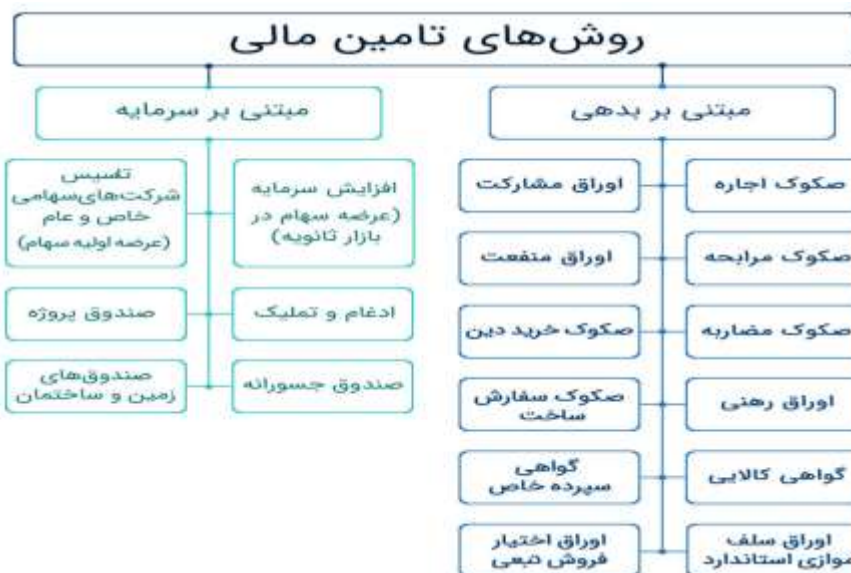 روش‌های تامین مالی
مبتنی بر بدهی
مبتنی بر سرمایه
صکوک اجاره
اوراق مشارکت
صکوک مرابحه
اوراق منفعت
صکوک مضاربه
صکوک خرید دین
اوراق رهنی
صکوک سفارش
ساخت
گواهی کالایی
گواهی
سپرده خاص
اوراق سلف
موازی استاندارد
اوراق اختیار
فروش تبعی
افزایش سرمایه
(عرضه سهام در
بازار ثانویه)
تاسیس
شرکت‌های‌سهامی
خاص و عام
(عرضه اولیه سهام)
ادغام و تملیک
صندوق پروژه
صندوق جسورانه
صندوق‌های
زمین و ساختمان